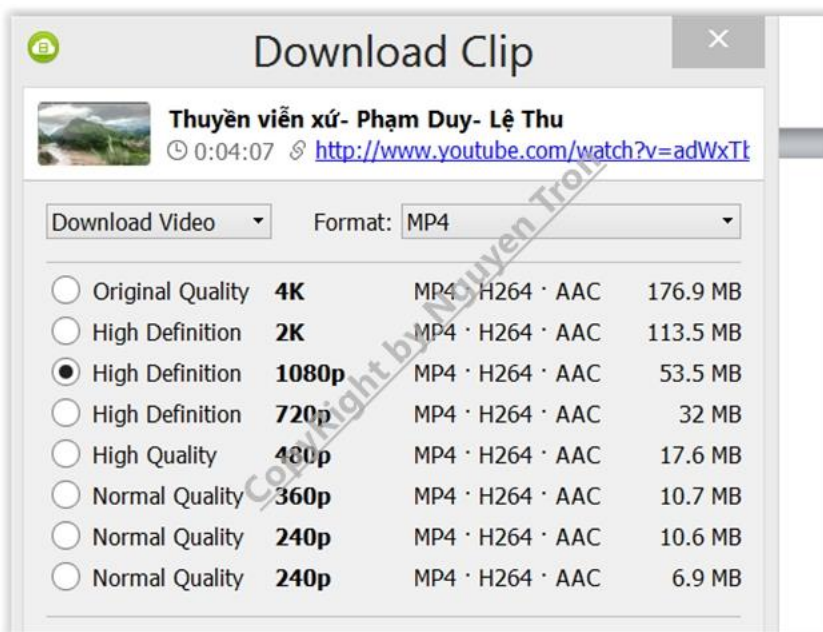 Download Clip
Thuyền viễn xứ- Phạm Duy- Lệ Thu
0:04:07 http://www.youtube.com/watch?v=adWxTb
Download Video Format: MP4
Original Quality 4K MP4 · H264 · AAC 176.9 MB
High Definition 2K MP4 · H264 · AAC 113.5 MB
High Definition 1080p MP4 · H264 · AAC 53.5 MB
High Definition 720p MP4 · H264 · AAC 32 MB
High Quality 480p MP4 · H264 · AAC 17.6 MB
Normal Quality 360p MP4 · H264 · AAC 10.7 MB
Normal Quality 240p MP4 · H264 · AAC 10.6 MB
Normal Quality 240p MP4 · H264 · AAC 6.9 MB
CopyRight by Nguyen Tron